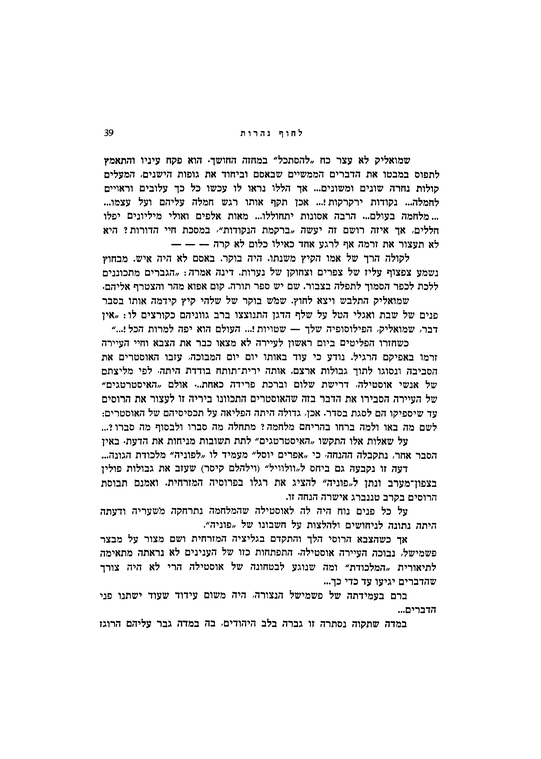 לחוף נהרות 39
שמואליק לא עצר כח „להסתכל” במחזה החושך. הוא פקח עיניו והתאמץ
לתפוס במבטו את הדברים הממשיים שבאסם וביחוד את גופות הישנים, המעלים
קולות נחרה שונים ומשונים... אך הללו נראו לו עכשו כל כך עלובים וראויים
לחמלה... נקודות ירקרקות!... אכן תקף אותו רגש חמלה עליהם ועל עצמו...
... מלחמה בעולם... הרבה אסונות יתחוללו... מאות אלפים ואולי מיליונים יפלו
חללים, אך איזה רושם זה יעשה „ברקמת הנקודות”, במסכת חיי הדורות? היא
לא תעצור את זרמה אף לרגע אחד כאילו כלום לא קרה — — —
לקולה הרך של אמו הקיץ משנתו. היה בוקר. באסם לא היה איש. מבחוץ
נשמע צפצוף עליז של צפרים וצחוקן של נערות. דינה אמרה: „הגברים מתכוננים
ללכת לכפר הסמוך לתפלה בצבור. שם יש ספר תורה. קום אפוא מהר והצטרף אליהם.
שמואליק התלבש ויצא לחוץ. שמש בוקר של שלהי קיץ קידמה אותו בסבר
פנים של שבת ואגלי הטל על שלף הדגן התנוצצו ברב גווניהם כקורצים לו: „אין
דבר, שמואליק, הפילוסופיה שלך — שטויות!... העולם הוא יפה למרות הכל!...”
כשחזרו הפליטים ביום ראשון לעיירה לא מצאו כבר את הצבא וחיי העיירה
זרמו באפיקם הרגיל. נודע כי עוד באותו יום יום המבוכה, עזבו האוסטרים את
הסביבה ונסוגו לתוך גבולות ארצם. אותה ירית־תותח בודדת היתה, לפי מליצתם
של אנשי אוסטילה, דרישת שלום וברכת פרידה כאחת.. אולם „האיסטרטגים”
של העיירה הסבירו את הדבר בזה שהאוסטרים התכוונו ביריה זו לעצור את הרוסים
עד שיספיקו הם לסגת בסדר. אכן, גדולה היתה הפליאה על תכסיסיהם של האוסטרים:
לשם מה באו ולמה ברחו בהריחם מלחמה? מתחלה מה סברו ולבסוף מה סברו?...
על שאלות אלו התקשו „האיסטרטגים” לתת תשובות מניחות את הדעת. באין
הסבר אחר, נתקבלה ההנחה, כי „אפרים יוסל” מעמיד לו „לפוניה” מלכודת הגונה...
דעה זו נקבעה גם ביחס ל„וולוויל” (וילהלם קיסר) שעזב את גבולות פולין
בצפון־מערב ונתן ל„פוניה” להציג את רגלו בפרוסיה המזרחית. ואמנם תבוסת
הרוסים בקרב טננברג אישרה הנחה זו.
על כל פנים נוח היה לה לאוסטילה שהמלחמה נתרחקה משעריה ודעתה
היתה נתונה לניחושים ולהלצות על חשבונו של „פוניה”.
אך כשהצבא הרוסי הלך והתקדם בגליציה המזרחית ושם מצור על מבצר
פשמישל, נבוכה העיירה אוסטילה. התפתחות כזו של הענינים לא נראתה מתאימה
לתיאורית „המלכודת” ומה שנוגע לבטחונה של אוסטילה הרי לא היה צורך
שהדברים יגיעו עד כדי כך...
ברם בעמידתה של פשמישל הנצורה, היה משום עידוד שעוד ישתנו פני
הדברים...
במדה שתקוה נסתרה זו גברה בלב היהודים, בה במדה גבר עליהם הרוגז